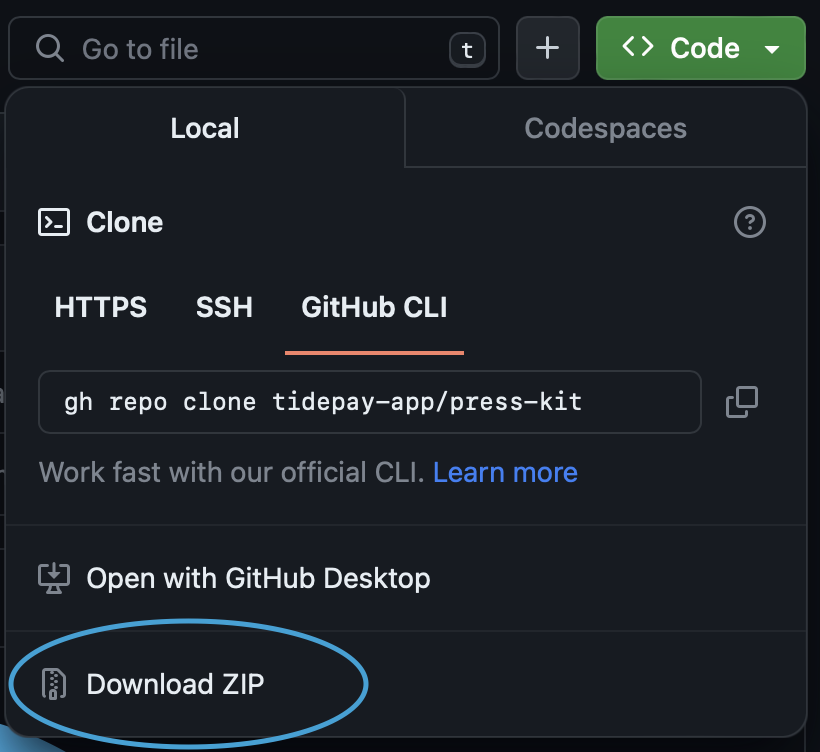 Go to file t + <> Code
Local Codespaces
Clone ?
HTTPS SSH GitHub CLI
gh repo clone tidepay-app/press-kit
Work fast with our official CLI. Learn more
Open with GitHub Desktop
Download ZIP